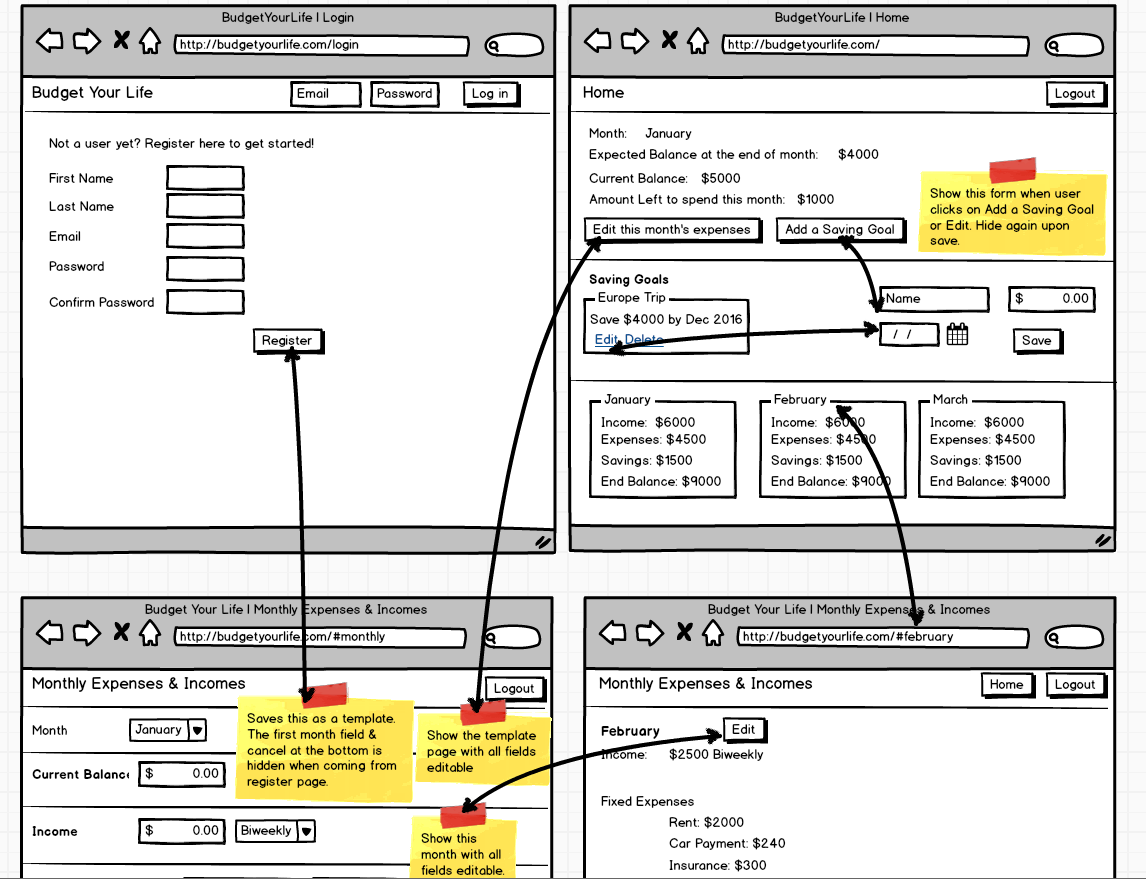 BudgetYourLife | Login
http://budgetyourlife.com/login
Budget Your Life
Email
Password
Log in
Not a user yet? Register here to get started!
First Name
Last Name
Email
Password
Confirm Password
Register
BudgetYourLife | Home
http://budgetyourlife.com/
Home
Logout
Month: January
Expected Balance at the end of month: $4000
Current Balance: $5000
Amount Left to spend this month: $1000
Show this form when user
clicks on Add a Saving Goal
or Edit. Hide again upon
save.
Edit this month's expenses
Add a Saving Goal
Saving Goals
Europe Trip
Save $4000 by Dec 2016
Edit Delete
Name
$ 0.00
/ /
Save
January
Income: $6000
Expenses: $4500
Savings: $1500
End Balance: $9000
February
Income: $6000
Expenses: $4500
Savings: $1500
End Balance: $9000
March
Income: $6000
Expenses: $4500
Savings: $1500
End Balance: $9000
Budget Your Life | Monthly Expenses & Incomes
http://budgetyourlife.com/#monthly
Monthly Expenses & Incomes
Logout
Month
January
Saves this as a template.
The first month field &
cancel at the bottom is
hidden when coming from
register page.
Show the template
page with all fields
editable
Current Balanc
$ 0.00
Income
$ 0.00
Biweekly
Show this
month with all
fields editable.
Budget Your Life | Monthly Expenses & Incomes
http://budgetyourlife.com/#february
Monthly Expenses & Incomes
Home
Logout
February
Edit
Income: $2500 Biweekly
Fixed Expenses
Rent: $2000
Car Payment: $240
Insurance: $300